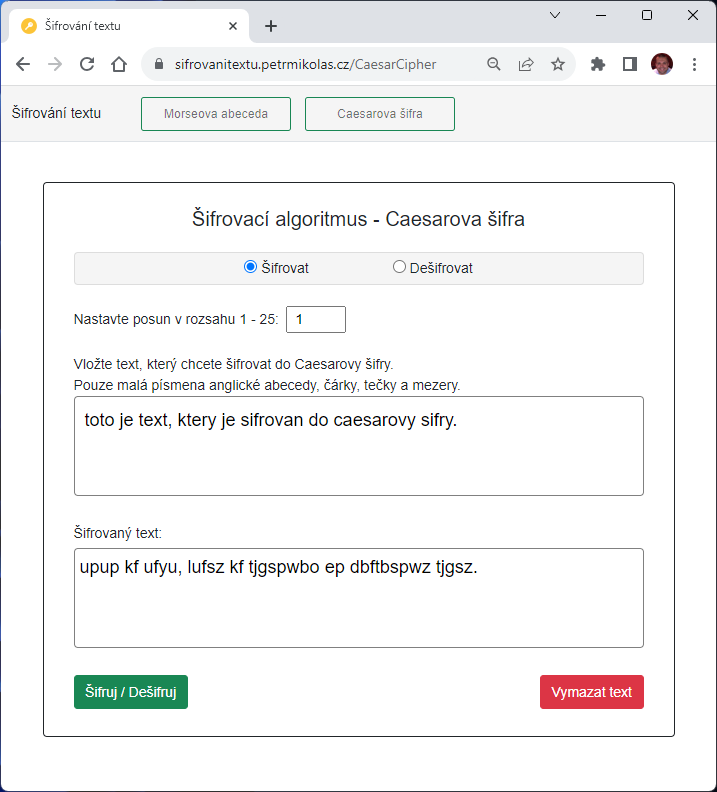 Šifrování textu
sifrovanitextu.petrmikolas.cz/CaesarCipher
Šifrování textu
Morseova abeceda
Caesarova šifra
Šifrovací algoritmus - Caesarova šifra
Šifrovat
Dešifrovat
Nastavte posun v rozsahu 1 - 25: 1
Vložte text, který chcete šifrovat do Caesarovy šifry.
Pouze malá písmena anglické abecedy, čárky, tečky a mezery.
toto je text, ktery je sifrovan do caesarovy sifry.
Šifrovaný text:
upup kf ufyu, lufsz kf tjgspwbo ep dbftbspwz tjgsz.
Šifruj / Dešifruj
Vymazat text